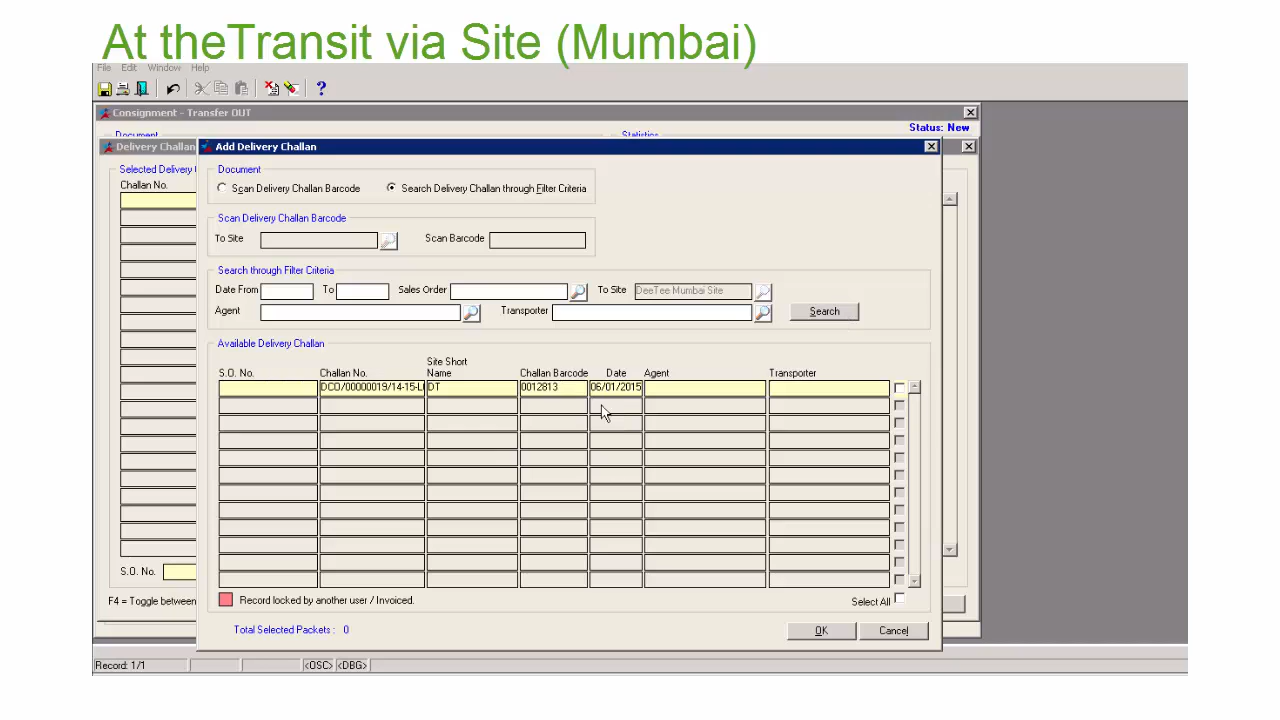 At theTransit via Site (Mumbai)
File Edit Window Help
Consignment - Transfer OUT
Document Statistics Status: New
Delivery Challan
Add Delivery Challan
Selected Delivery
Challan No.
Document
Scan Delivery Challan Barcode Search Delivery Challan through Filter Criteria
Scan Delivery Challan Barcode
To Site Scan Barcode
Search through Filter Criteria
Date From To Sales Order To Site DeeTee Mumbai Site
Agent Transporter Search
Available Delivery Challan
S.O. No. Challan No. Site Short Name Challan Barcode Date Agent Transporter
DCO/00000019/14-15-L DT 0012813 06/01/2015
S.O. No.
F4 = Toggle between
Record locked by another user / Invoiced. Select All
Total Selected Packets : 0 OK Cancel
Record: 1/1 <OSC> <DBG>